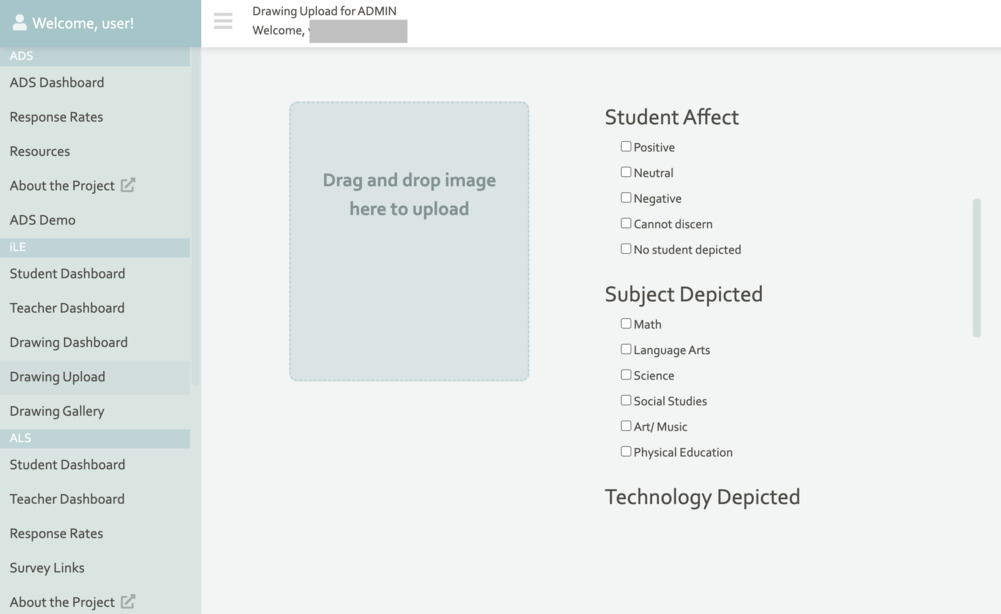 Welcome, user!
ADS
ADS Dashboard
Response Rates
Resources
About the Project
ADS Demo
iLE
Student Dashboard
Teacher Dashboard
Drawing Dashboard
Drawing Upload
Drawing Gallery
ALS
Student Dashboard
Teacher Dashboard
Response Rates
Survey Links
About the Project
Drawing Upload for ADMIN
Welcome,
Drag and drop image
here to upload
Student Affect
Positive
Neutral
Negative
Cannot discern
No student depicted
Subject Depicted
Math
Language Arts
Science
Social Studies
Art/ Music
Physical Education
Technology Depicted